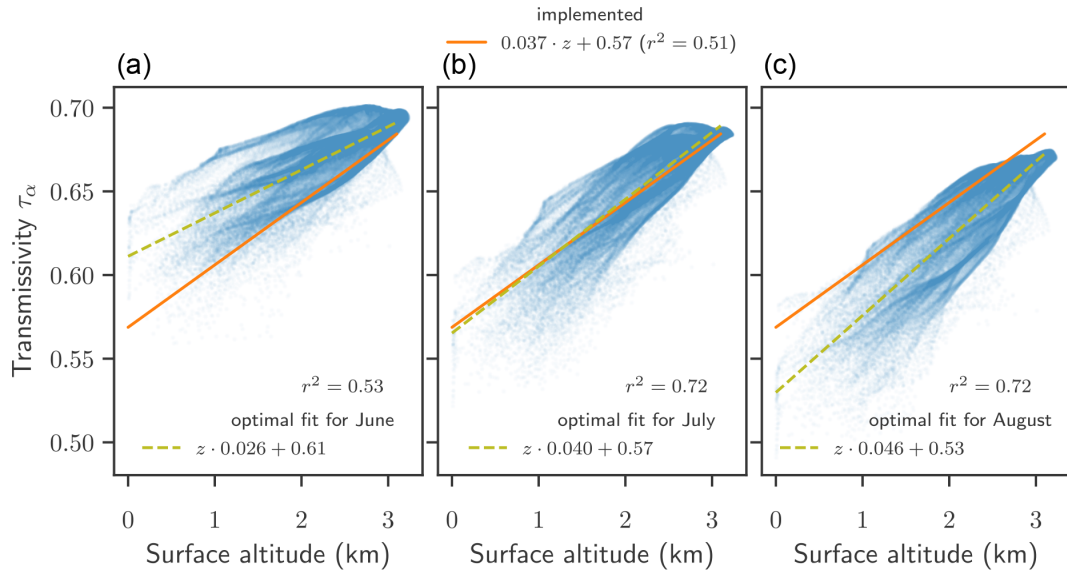 implemented
0.037 · z + 0.57 (r² = 0.51)
(a)
(b)
(c)
0.70
0.65
0.60
0.55
0.50
Transmissivity τα
r² = 0.53
optimal fit for June
z · 0.026 + 0.61
r² = 0.72
optimal fit for July
z · 0.040 + 0.57
r² = 0.72
optimal fit for August
z · 0.046 + 0.53
0 1 2 3
0 1 2 3
0 1 2 3
Surface altitude (km)
Surface altitude (km)
Surface altitude (km)